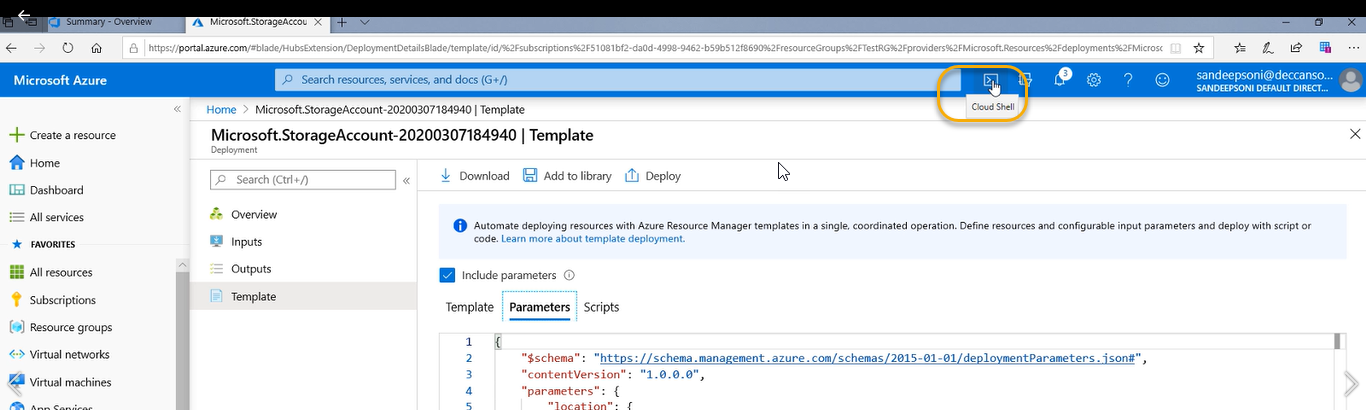 Summary - Overview
Microsoft.StorageAccou
https://portal.azure.com/#blade/HubsExtension/DeploymentDetailsBlade/template/id/%2Fsubscriptions%2F51081bf2-da0d-4998-9462-b59b512f8690%2FresourceGroups%2FTestRG%2Fproviders%2FMicrosoft.Resources%2Fdeployments%2FMicrosc
Microsoft Azure
Search resources, services, and docs (G+/)
3
sandeepsoni@deccanso...
SANDEEPSONI DEFAULT DIRECT...
Cloud Shell
Home > Microsoft.StorageAccount-20200307184940 | Template
Microsoft.StorageAccount-20200307184940 | Template
Deployment
Create a resource
Home
Dashboard
All services
FAVORITES
All resources
Subscriptions
Resource groups
Virtual networks
Virtual machines
App Services
Search (Ctrl+/)
Overview
Inputs
Outputs
Template
Download
Add to library
Deploy
Automate deploying resources with Azure Resource Manager templates in a single, coordinated operation. Define resources and configurable input parameters and deploy with script or
code. Learn more about template deployment.
Include parameters
Template Parameters Scripts
1 {
2 "$schema": "https://schema.management.azure.com/schemas/2015-01-01/deploymentParameters.json#",
3 "contentVersion": "1.0.0.0",
4 "parameters": {
5 "location": {